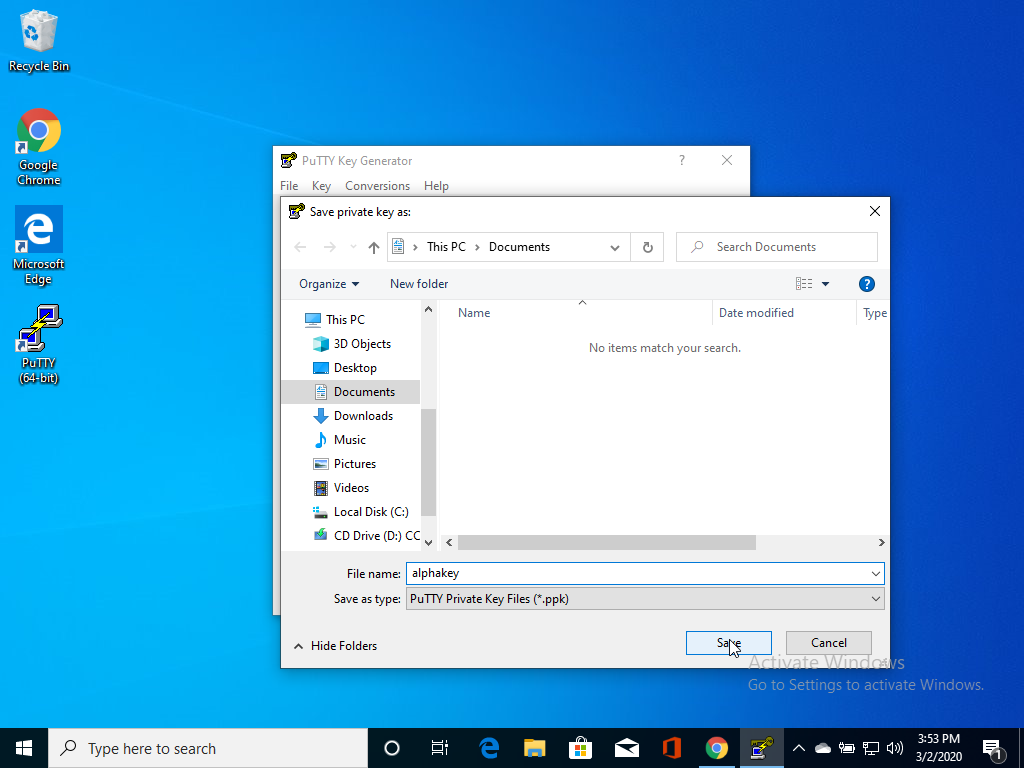 Recycle Bin
Google
Chrome
Microsoft
Edge
PuTTY
(64-bit)
PuTTY Key Generator
File Key Conversions Help
Save private key as:
This PC > Documents
Search Documents
Organize New folder
Name Date modified Type
No items match your search.
This PC
3D Objects
Desktop
Documents
Downloads
Music
Pictures
Videos
Local Disk (C:)
CD Drive (D:) CC
File name: alphakey
Save as type: PuTTY Private Key Files (*.ppk)
Hide Folders
Save Cancel
Activate Windows
Go to Settings to activate Windows.
Type here to search
3:53 PM
3/2/2020
1